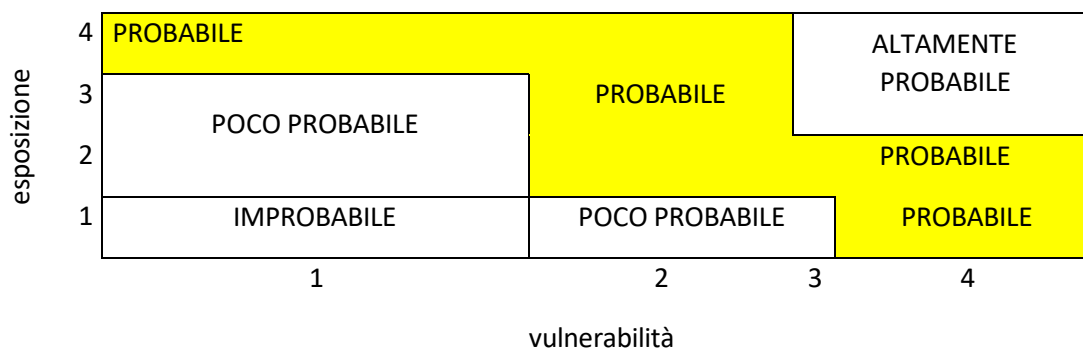 4 PROBABILE
ALTAMENTE
PROBABILE
esposizione
3
PROBABILE
POCO PROBABILE
2
PROBABILE
1
IMPROBABILE
POCO PROBABILE
PROBABILE
1 2 3 4
vulnerabilità